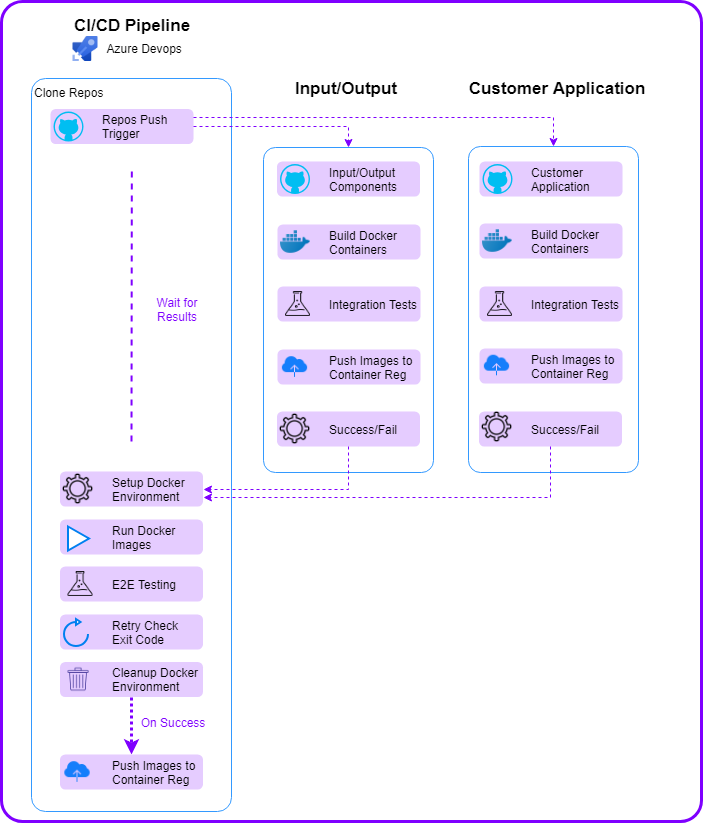 CI/CD Pipeline
Azure Devops
Clone Repos
Repos Push
Trigger
Wait for
Results
Setup Docker
Environment
Run Docker
Images
E2E Testing
Retry Check
Exit Code
Cleanup Docker
Environment
On Success
Push Images to
Container Reg
Input/Output
Input/Output
Components
Build Docker
Containers
Integration Tests
Push Images to
Container Reg
Success/Fail
Customer Application
Customer
Application
Build Docker
Containers
Integration Tests
Push Images to
Container Reg
Success/Fail